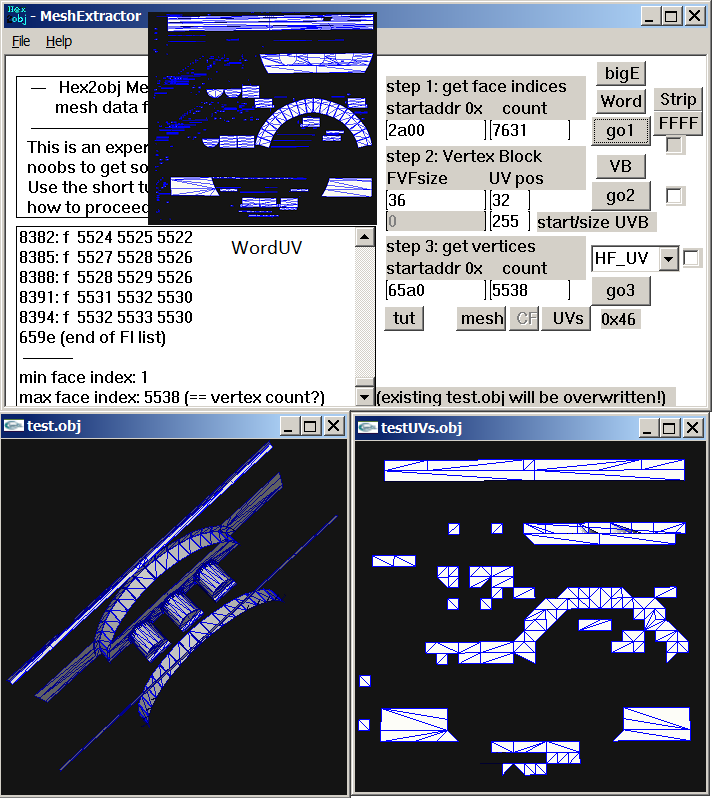 Hex
obj - MeshExtractor
File Help
— Hex2obj Me
mesh data f
This is an exper
noobs to get so
Use the short tu
how to proceed
8382: f 5524 5525 5522
8385: f 5527 5528 5526
8388: f 5528 5529 5526
8391: f 5531 5532 5530
8394: f 5532 5533 5530
659e (end of FI list)
min face index: 1
max face index: 5538 (== vertex count?)
WordUV
step 1: get face indices
startaddr 0x count
2a00 7631
bigE
Word
go1
Strip
FFFF
step 2: Vertex Block
FVFsize UV pos
36 32
0 255 start/size UVB
VB
go2
step 3: get vertices
startaddr 0x count
65a0 5538
HF_UV
go3
tut mesh CF UVs 0x46
(existing test.obj will be overwritten!)
test.obj
testUVs.obj